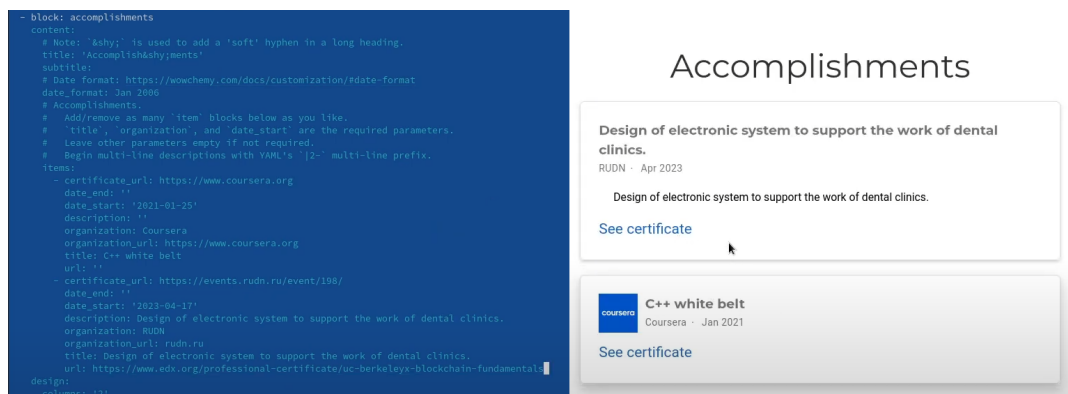 - block: accomplishments
content:
# Note: `&shy;` is used to add a 'soft' hyphen in a long heading.
title: 'Accomplish&shy;ments'
subtitle:
# Date format: https://wowchemy.com/docs/customization/#date-format
date_format: Jan 2006
# Accomplishments.
#   Add/remove as many `item` blocks below as you like.
#   `title`, `organization`, and `date_start` are the required parameters.
#   Leave other parameters empty if not required.
#   Begin multi-line descriptions with YAML's `|2-` multi-line prefix.
items:
- certificate_url: https://www.coursera.org
date_end: ''
date_start: '2021-01-25'
description: ''
organization: Coursera
organization_url: https://www.coursera.org
title: C++ white belt
url: ''
- certificate_url: https://events.rudn.ru/event/198/
date_end: ''
date_start: '2023-04-17'
description: Design of electronic system to support the work of dental clinics.
organization: RUDN
organization_url: rudn.ru
title: Design of electronic system to support the work of dental clinics.
url: https://www.edx.org/professional-certificate/uc-berkeleyx-blockchain-fundamentals
design:
columns: '2'
Accomplishments
Design of electronic system to support the work of dental
clinics.
RUDN · Apr 2023
Design of electronic system to support the work of dental clinics.
See certificate
coursera
C++ white belt
Coursera · Jan 2021
See certificate